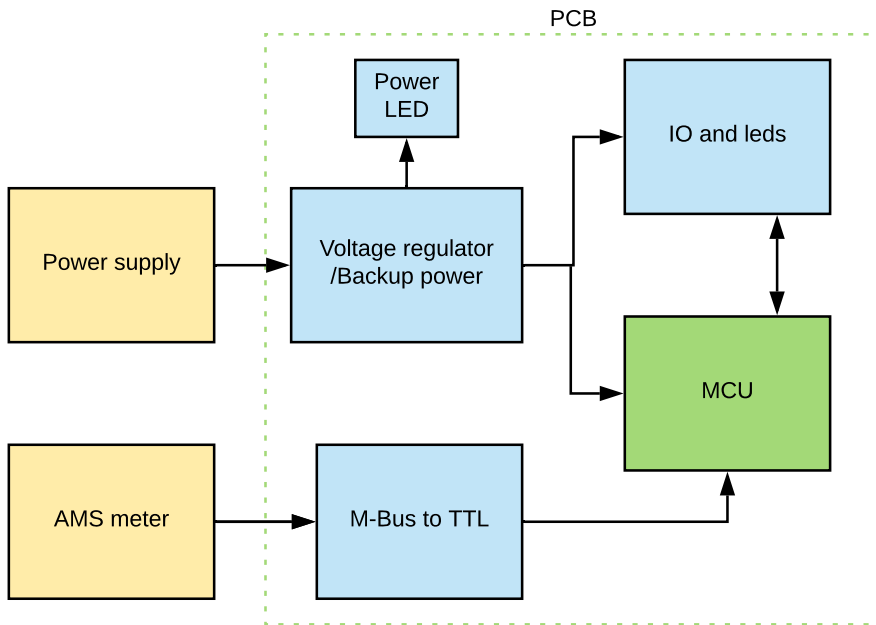 PCB
Power
LED
IO and leds
Power supply
Voltage regulator
/Backup power
MCU
AMS meter
M-Bus to TTL